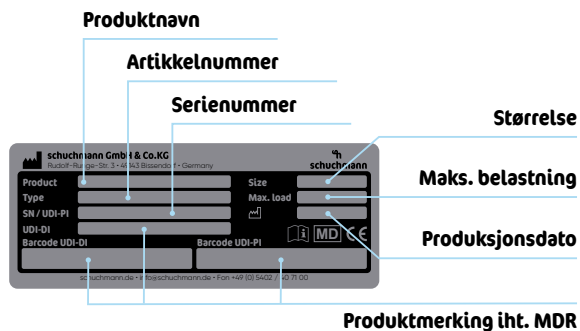 Produktnavn
Artikkelnummer
Serienummer
Størrelse
Maks. belastning
Produksjonsdato
schuchmann GmbH & Co.KG
Rudolf-Runge-Str. 3 • 49143 Bissendorf • Germany
schuchmann
Product
Size
Type
Max. load
SN / UDI-PI
UDI-DI
MD CE
Barcode UDI-DI
Barcode UDI-PI
schuchmann.de • info@schuchmann.de • Fon +49 (0) 5402 / 40 71 00
Produktmerking iht. MDR